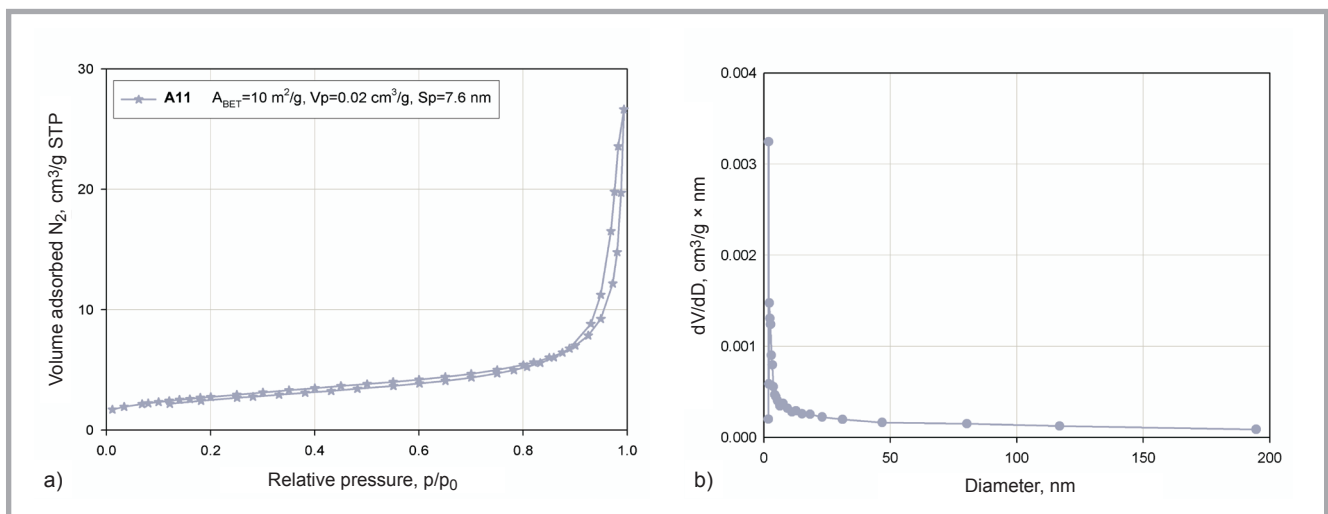 30
20
10
0
0.0 0.2 0.4 0.6 0.8 1.0
Volume adsorbed N₂, cm³/g STP
A11 A_BET=10 m²/g, Vp=0.02 cm³/g, Sp=7.6 nm
Relative pressure, p/p₀
a)
0.004
0.003
0.002
0.001
0.000
0 50 100 150 200
dV/dD, cm³/g × nm
Diameter, nm
b)